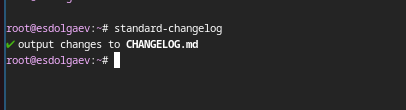 root@esdolgaev:~# standard-changelog
✔ output changes to CHANGELOG.md
root@esdolgaev:~#